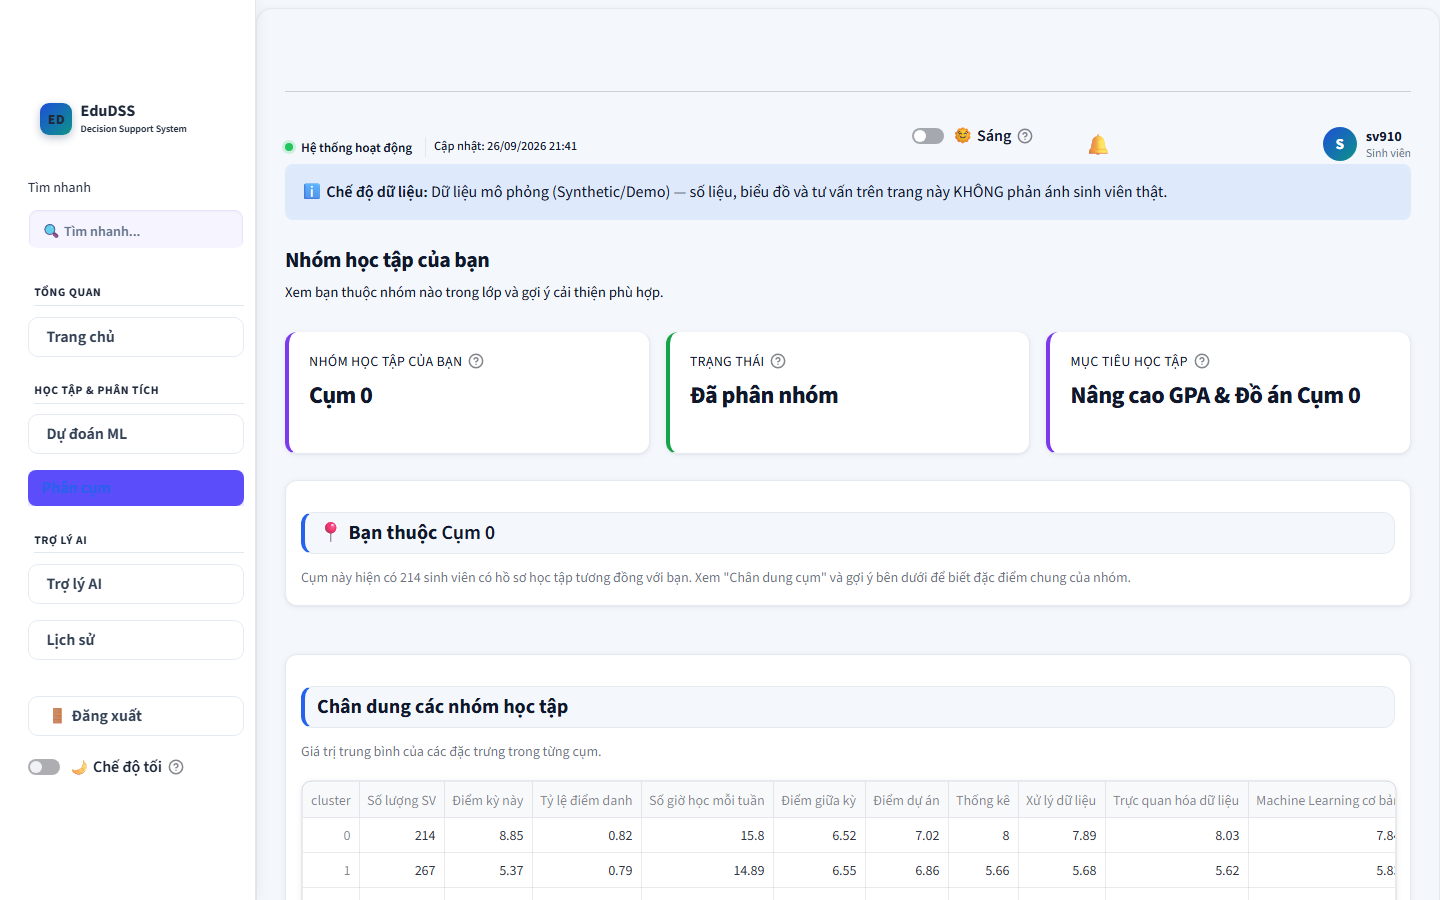 ED
EduDSS
Decision Support System
Tìm nhanh
Tìm nhanh...
TỔNG QUAN
Trang chủ
HỌC TẬP & PHÂN TÍCH
Dự đoán ML
Phân cụm
TRỢ LÝ AI
Trợ lý AI
Lịch sử
Đăng xuất
Chế độ tối
Hệ thống hoạt động
Cập nhật: 26/09/2026 21:41
Sáng
S
sv910
Sinh viên
Chế độ dữ liệu: Dữ liệu mô phỏng (Synthetic/Demo) — số liệu, biểu đồ và tư vấn trên trang này KHÔNG phản ánh sinh viên thật.
Nhóm học tập của bạn
Xem bạn thuộc nhóm nào trong lớp và gợi ý cải thiện phù hợp.
NHÓM HỌC TẬP CỦA BẠN
Cụm 0
TRẠNG THÁI
Đã phân nhóm
MỤC TIÊU HỌC TẬP
Nâng cao GPA & Đồ án Cụm 0
Bạn thuộc Cụm 0
Cụm này hiện có 214 sinh viên có hồ sơ học tập tương đồng với bạn. Xem "Chân dung cụm" và gợi ý bên dưới để biết đặc điểm chung của nhóm.
Chân dung các nhóm học tập
Giá trị trung bình của các đặc trưng trong từng cụm.
cluster Số lượng SV Điểm kỳ này Tỷ lệ điểm danh Số giờ học mỗi tuần Điểm giữa kỳ Điểm dự án Thống kê Xử lý dữ liệu Trực quan hóa dữ liệu Machine Learning cơ bản
0 214 8.85 0.82 15.8 6.52 7.02 8 7.89 8.03 7.84
1 267 5.37 0.79 14.89 6.55 6.86 5.66 5.68 5.62